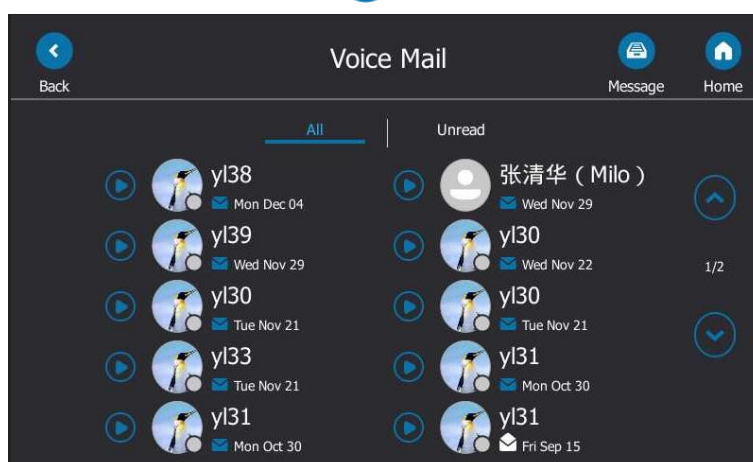 Voice Mail
Back
Message
Home
All
Unread
yl38
Mon Dec 04
张清华（Milo）
Wed Nov 29
yl39
Wed Nov 29
yl30
Wed Nov 22
1/2
yl30
Tue Nov 21
yl30
Tue Nov 21
yl33
Tue Nov 21
yl31
Mon Oct 30
yl31
Mon Oct 30
yl31
Fri Sep 15